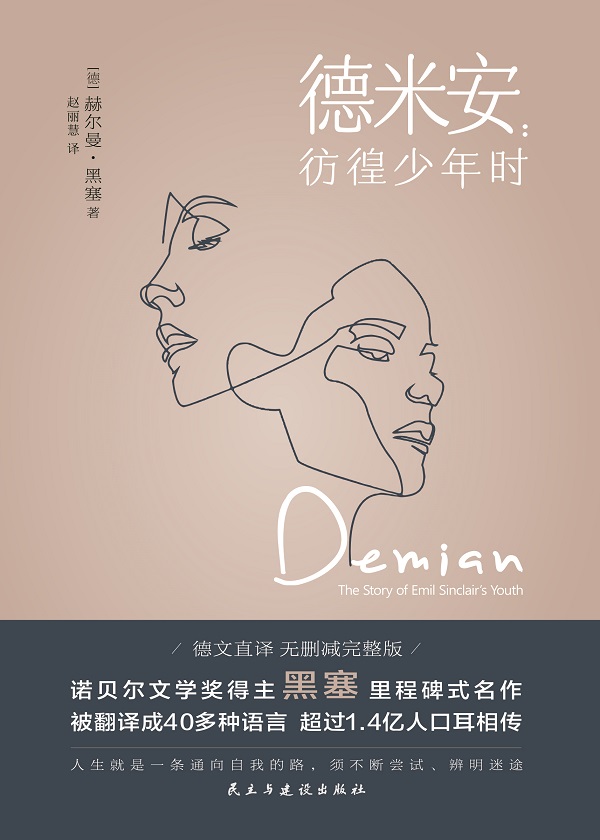 德米安:
彷徨少年时
[德] 赫尔曼·黑塞 著
赵丽慧 译
Demian
The Story of Emil Sinclair's Youth
/ 德文直译 无删减完整版 /
诺贝尔文学奖得主黑塞里程碑式名作
被翻译成40多种语言 超过1.4亿人口耳相传
人生就是一条通向自我的路，须不断尝试、辨明迷途
民主与建设出版社